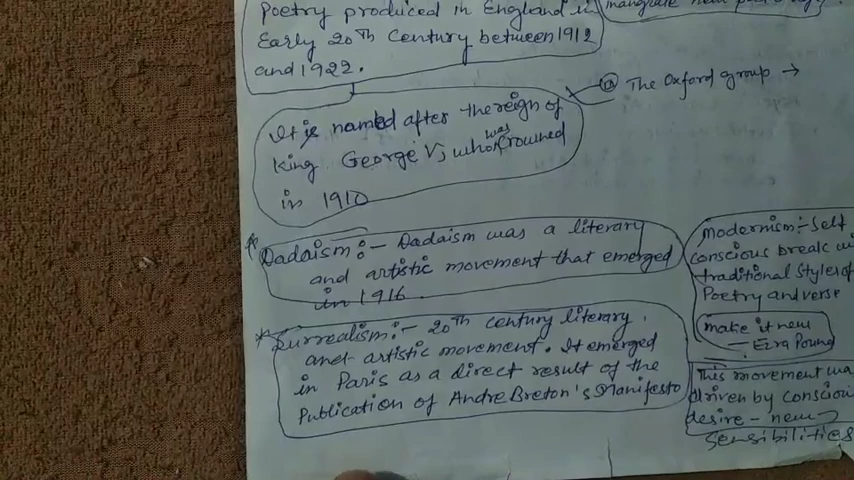 Poetry produced in England in
Early 20th Century between 1912
and 1922.
It is named after the reign of
King George V, who was crowned
in 1910
The Oxford group →
* Dadaism:- Dadaism was a literary
and artistic movement that emerged
in 1916.
* Surrealism:- 20th century literary
and artistic movement. It emerged
in Paris as a direct result of the
Publication of Andre Breton's Manifesto
Modernism:- Self
conscious break wi
traditional styles of
Poetry and verse
make it new
- Ezra Pound
This movement wa
driven by conscious
desire - new
sensibilities